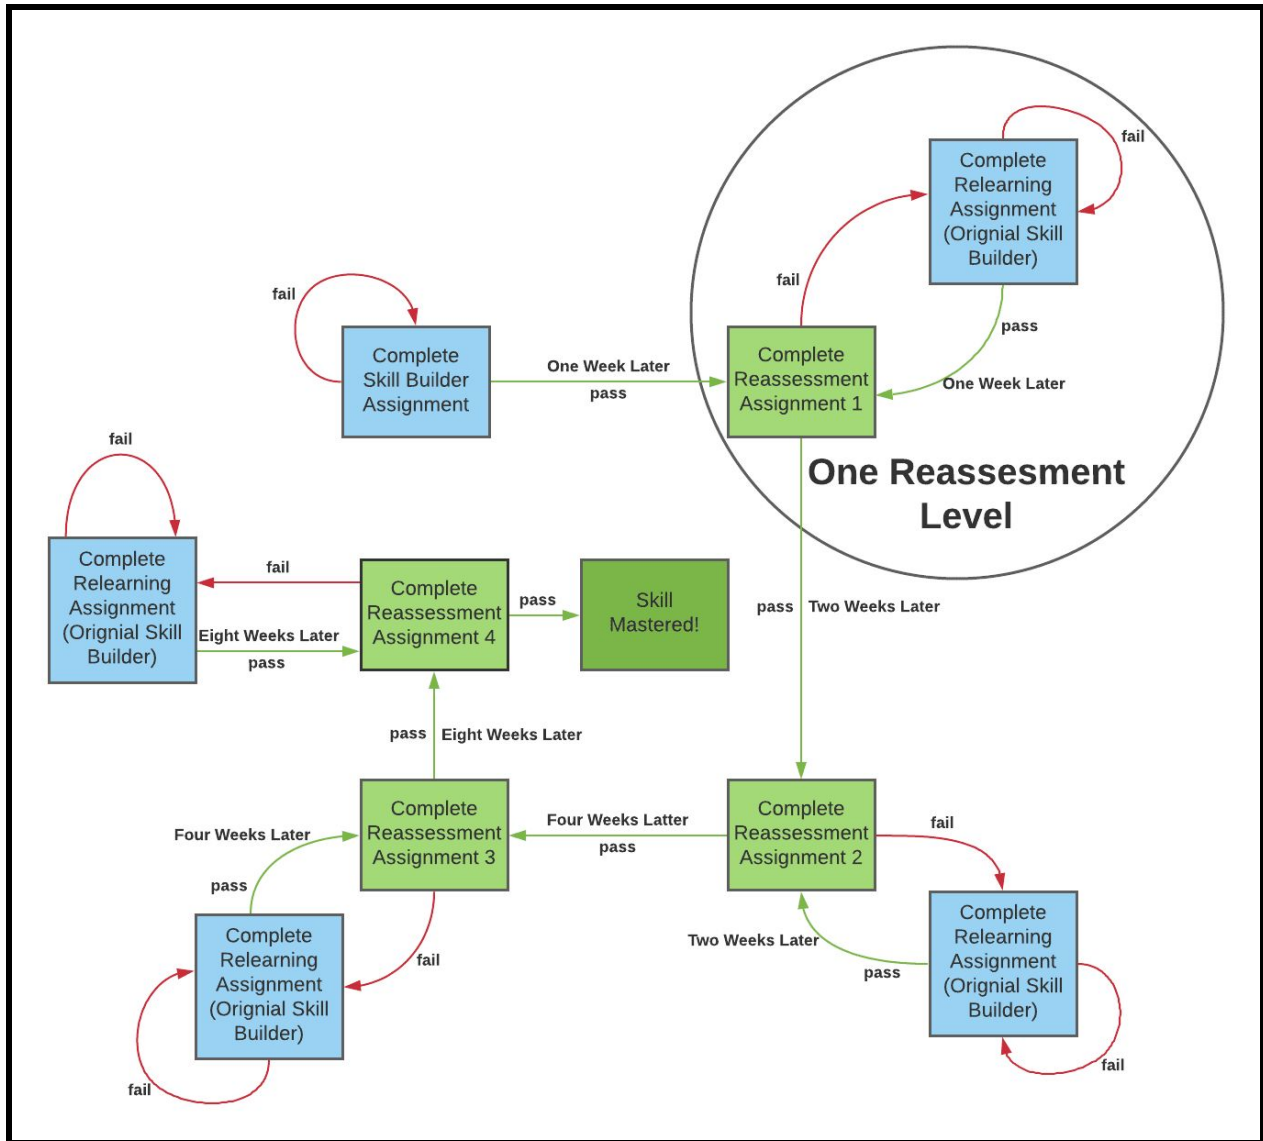 fail
Complete
Relearning
Assignment
(Orignial Skill
Builder)
fail
pass
One Week Later
fail
Complete
Skill Builder
Assignment
One Week Later
pass
Complete
Reassessment
Assignment 1
One Reassesment
Level
fail
Complete
Relearning
Assignment
(Orignial Skill
Builder)
fail
Eight Weeks Later
pass
Complete
Reassessment
Assignment 4
pass
Skill
Mastered!
pass
Two Weeks Later
pass
Eight Weeks Later
Four Weeks Later
pass
Complete
Reassessment
Assignment 3
Four Weeks Latter
pass
Complete
Reassessment
Assignment 2
fail
fail
Complete
Relearning
Assignment
(Orignial Skill
Builder)
fail
Two Weeks Later
pass
Complete
Relearning
Assignment
(Orignial Skill
Builder)
fail